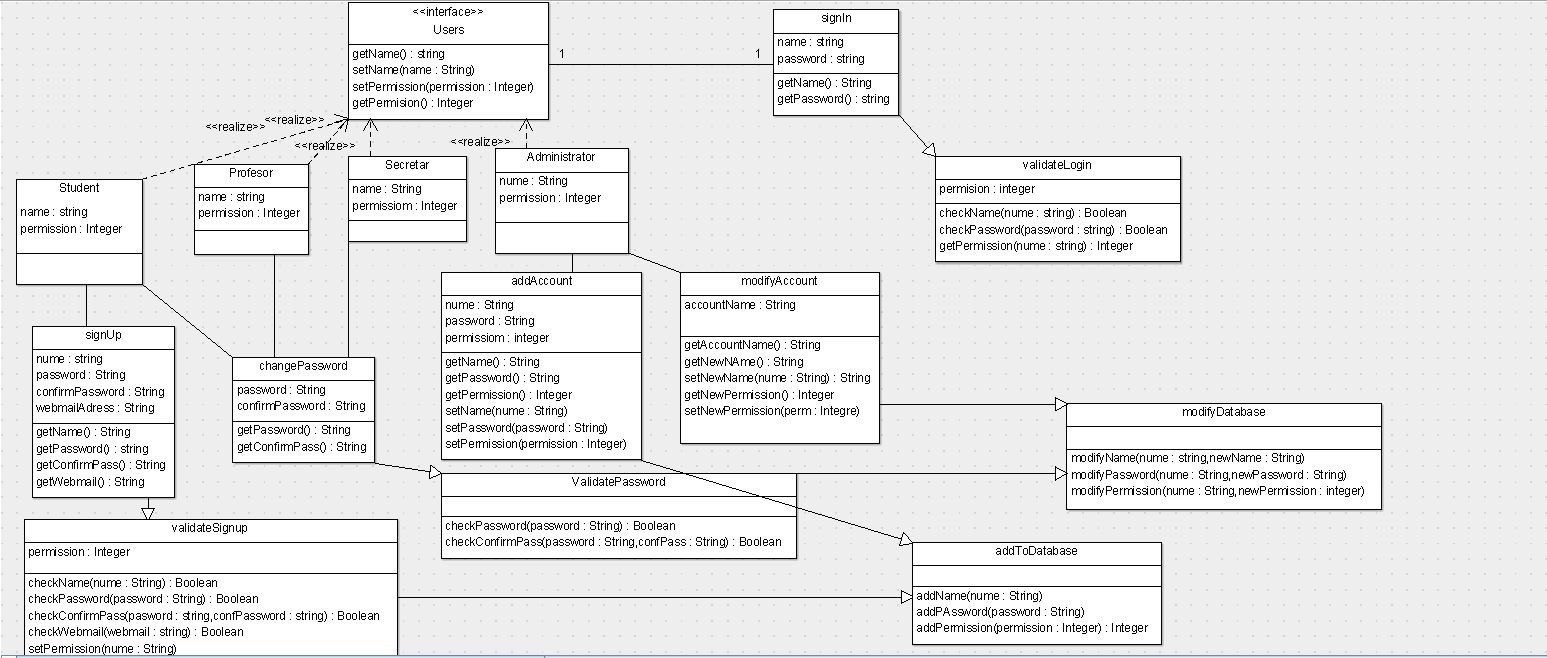 <<interface>>
Users
getName() : string
setName(name : String)
setPermission(permission : Integer)
getPermision() : Integer
1
1
signIn
name : string
password : string
getName() : String
getPassword() : string
<<realize>>
<<realize>>
<<realize>>
<<realize>>
validateLogin
permision : integer
checkName(nume : string) : Boolean
checkPassword(password : string) : Boolean
getPermission(nume : string) : Integer
Student
name : string
permission : Integer
Profesor
name : string
permission : Integer
Secretar
name : String
permissiom : Integer
Administrator
nume : String
permission : Integer
signUp
nume : string
password : String
confirmPassword : String
webmailAdress : String
getName() : String
getPassword() : string
getConfirmPass() : String
getWebmail() : String
changePassword
password : String
confirmPassword : String
getPassword() : String
getConfirmPass() : String
addAccount
nume : String
password : String
permissiom : integer
getName() : String
getPassword() : String
getPermission() : Integer
setName(nume : String)
setPassword(password : String)
setPermission(permission : Integer)
modifyAccount
accountName : String
getAccountName() : String
getNewNAme() : String
setNewName(nume : String) : String
getNewPermission() : Integer
setNewPermission(perm : Integre)
modifyDatabase
modifyName(nume : string,newName : String)
modifyPassword(nume : String,newPassword : String)
modifyPermission(nume : String,newPermission : integer)
ValidatePassword
checkPassword(password : String) : Boolean
checkConfirmPass(password : String,confPass : String) : Boolean
validateSignup
permission : Integer
checkName(nume : String) : Boolean
checkPassword(password : String) : Boolean
checkConfirmPass(pasword : string,confPassword : string) : Boolean
checkWebmail(webmail : string) : Boolean
setPermission(nume : String)
addToDatabase
addName(nume : String)
addPAssword(password : String)
addPermission(permission : Integer) : Integer